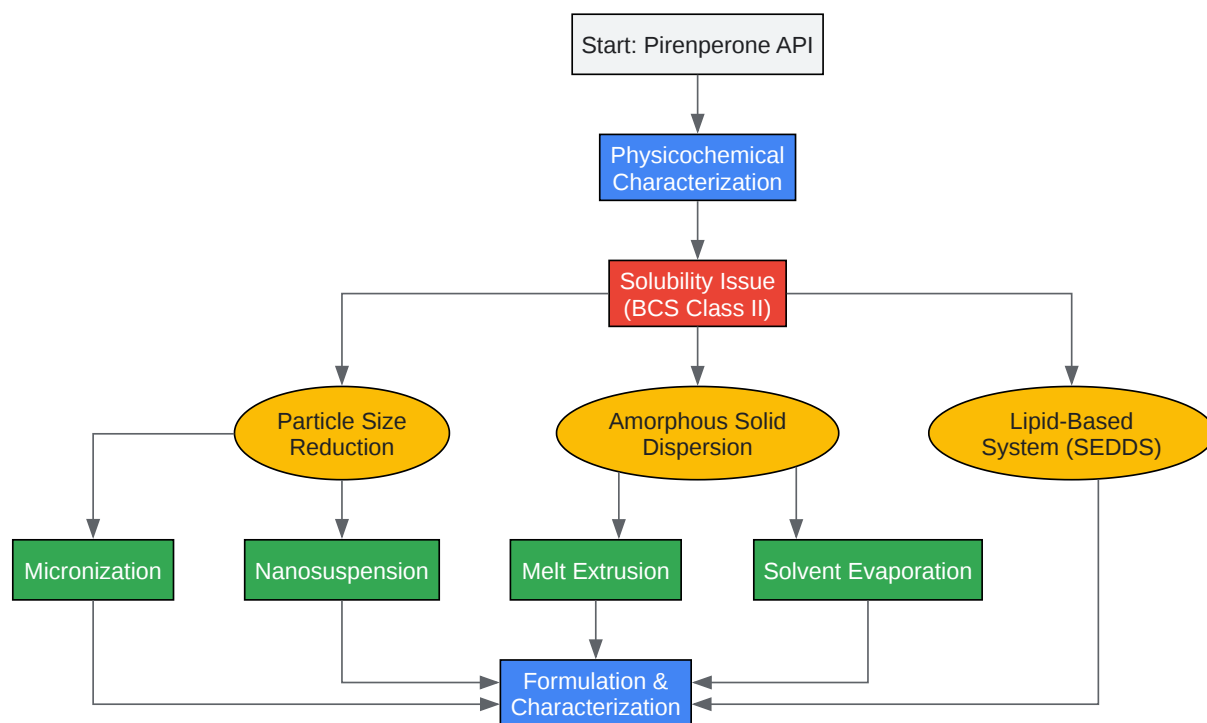 Start: Pirenperone API
Physicochemical
Characterization
Solubility Issue
(BCS Class II)
Particle Size
Reduction
Amorphous Solid
Dispersion
Lipid-Based
System (SEDDS)
Micronization
Nanosuspension
Melt Extrusion
Solvent Evaporation
Formulation &
Characterization